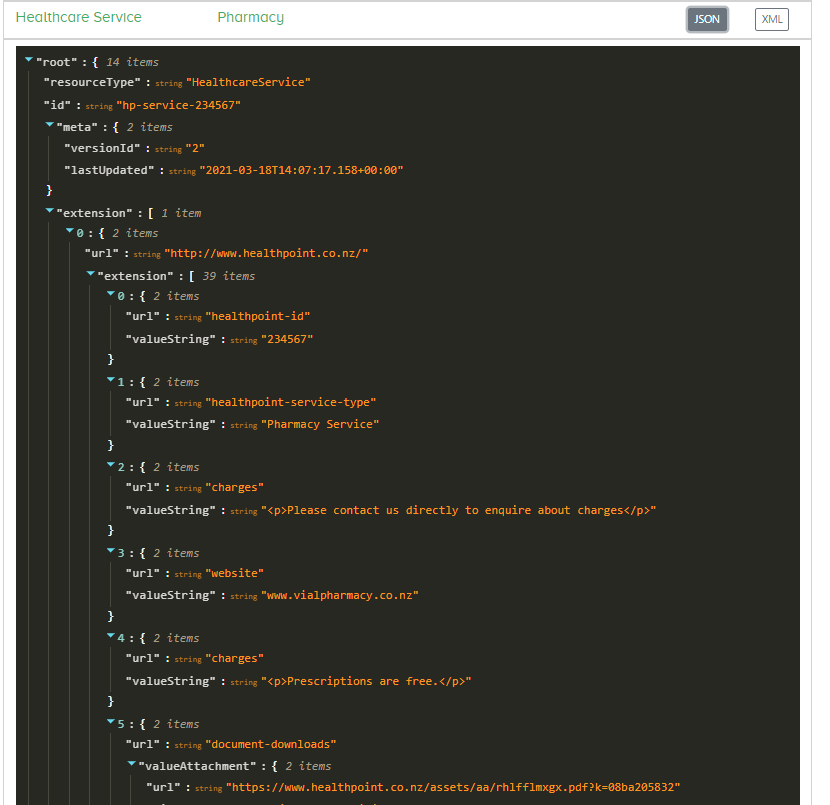 Healthcare Service Pharmacy JSON XML
"root" : { 14 items
"resourceType" : string "HealthcareService"
"id" : string "hp-service-234567"
"meta" : { 2 items
"versionId" : string "2"
"lastUpdated" : string "2021-03-18T14:07:17.158+00:00"
}
"extension" : [ 1 item
0 : { 2 items
"url" : string "http://www.healthpoint.co.nz/"
"extension" : [ 39 items
0 : { 2 items
"url" : string "healthpoint-id"
"valueString" : string "234567"
}
1 : { 2 items
"url" : string "healthpoint-service-type"
"valueString" : string "Pharmacy Service"
}
2 : { 2 items
"url" : string "charges"
"valueString" : string "<p>Please contact us directly to enquire about charges</p>"
}
3 : { 2 items
"url" : string "website"
"valueString" : string "www.vialpharmacy.co.nz"
}
4 : { 2 items
"url" : string "charges"
"valueString" : string "<p>Prescriptions are free.</p>"
}
5 : { 2 items
"url" : string "document-downloads"
"valueAttachment" : { 2 items
"url" : string "https://www.healthpoint.co.nz/assets/aa/rhlfflmxgx.pdf?k=08ba205832"